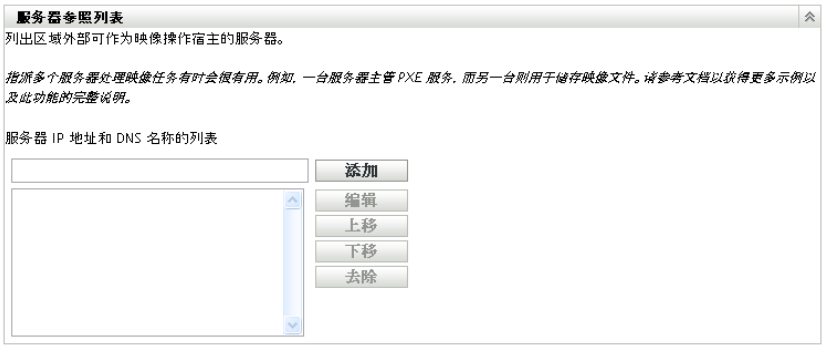 服务器参照列表
列出区域外部可作为映像操作宿主的服务器。
指派多个服务器处理映像任务有时会很有用。例如，一台服务器主管 PXE 服务，而另一台则用于储存映像文件。请参考文档以获得更多示例以
及此功能的完整说明。
服务器 IP 地址和 DNS 名称的列表
添加
编辑
上移
下移
去除